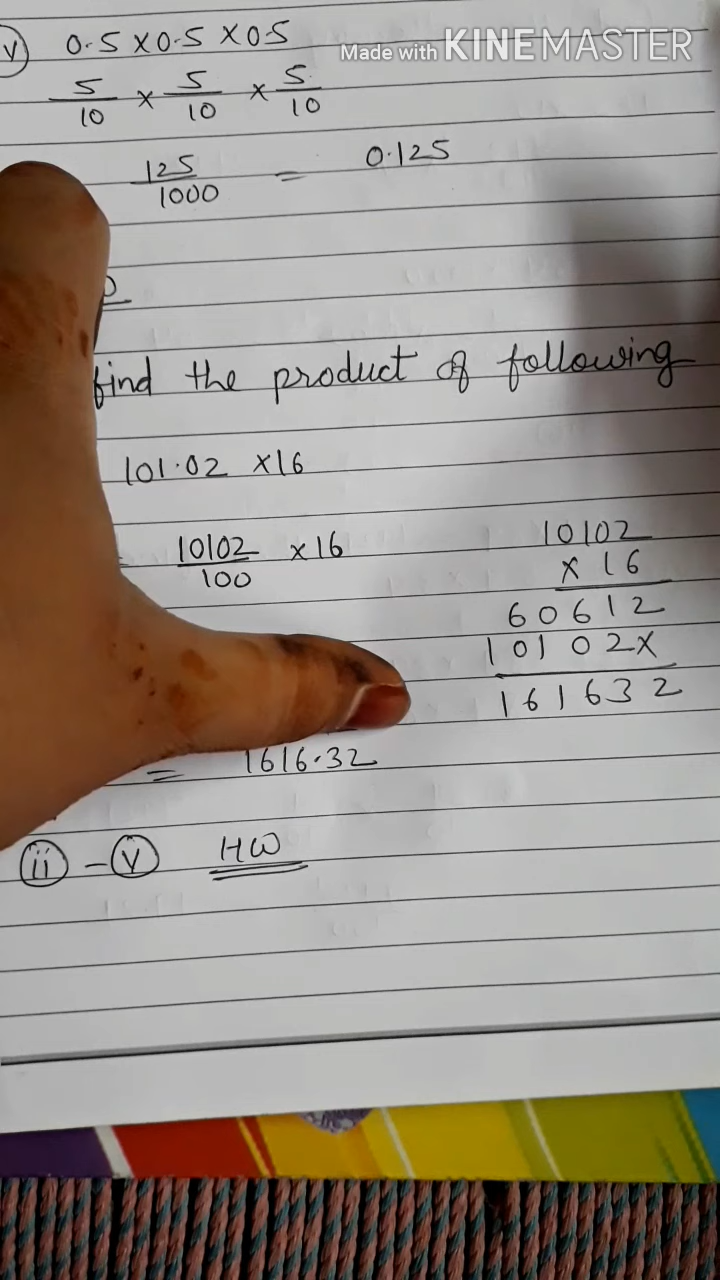 v) 0.5 × 0.5 × 0.5
Made with KINEMASTER
5/10 × 5/10 × 5/10
125/1000 = 0.125
find the product of following
101.02 × 16
10102/100 × 16
10102
× 16
60612
10102×
161632
= 1616.32
ii - v HW